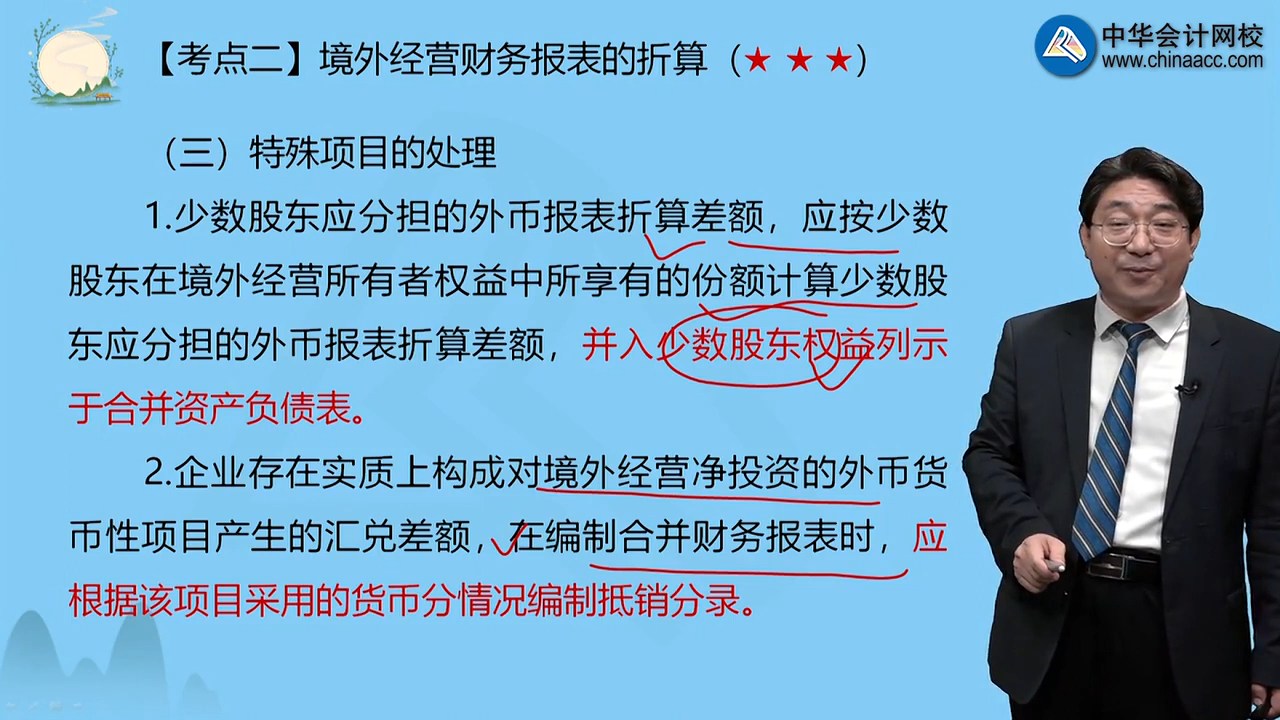 【考点二】境外经营财务报表的折算（★ ★ ★）
中华会计网校
www.chinaacc.com
（三）特殊项目的处理
1.少数股东应分担的外币报表折算差额，应按少数
股东在境外经营所有者权益中所享有的份额计算少数股
东应分担的外币报表折算差额，并入少数股东权益列示
于合并资产负债表。
2.企业存在实质上构成对境外经营净投资的外币货
币性项目产生的汇兑差额，在编制合并财务报表时，应
根据该项目采用的货币分情况编制抵销分录。